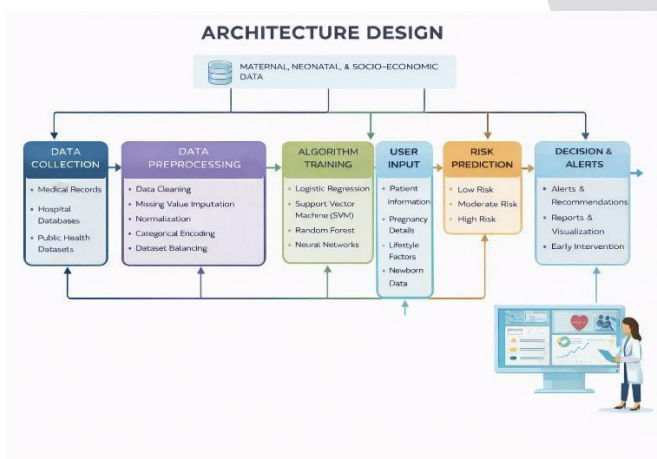 ARCHITECTURE DESIGN
MATERNAL, NEONATAL, & SOCIO-ECONOMIC
DATA
DATA
COLLECTION
• Medical Records
• Hospital
Databases
• Public Health
Datasets
DATA
PREPROCESSING
• Data Cleaning
• Missing Value Imputation
• Normalization
• Categorical Encoding
• Dataset Balancing
ALGORITHM
TRAINING
• Logistic Regression
• Support Vector
Machine (SVM)
• Random Forest
• Neural Networks
USER
INPUT
• Patient
Information
• Pregnancy
Details
• Lifestyle
Factors
• Newborn
Data
RISK
PREDICTION
• Low Risk
• Moderate Risk
• High Risk
DECISION &
ALERTS
• Alerts &
Recommendations
• Reports &
Visualization
• Early Intervention